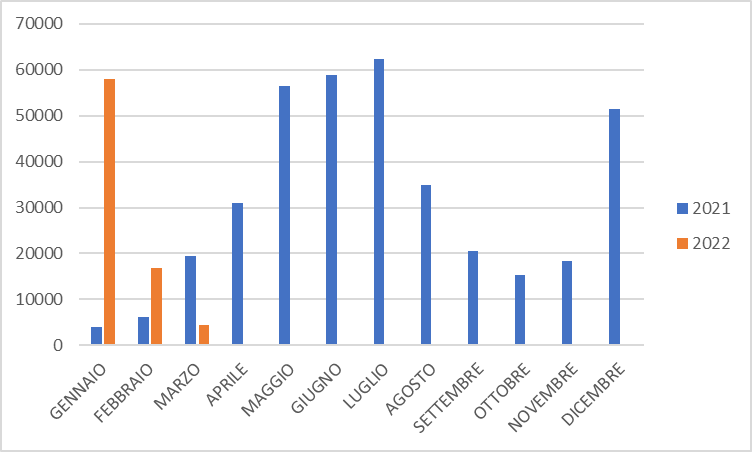 70000
60000
50000
40000
30000
20000
10000
0
GENNAIO
FEBBRAIO
MARZO
APRILE
MAGGIO
GIUGNO
LUGLIO
AGOSTO
SETTEMBRE
OTTOBRE
NOVEMBRE
DICEMBRE
2021
2022